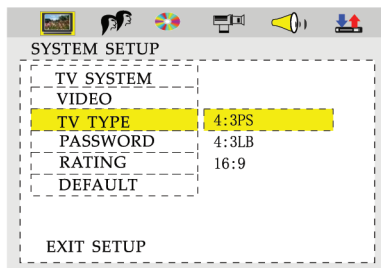 SYSTEM SETUP
TV SYSTEM
VIDEO
TV TYPE 4:3PS
PASSWORD 4:3LB
RATING 16:9
DEFAULT
EXIT SETUP